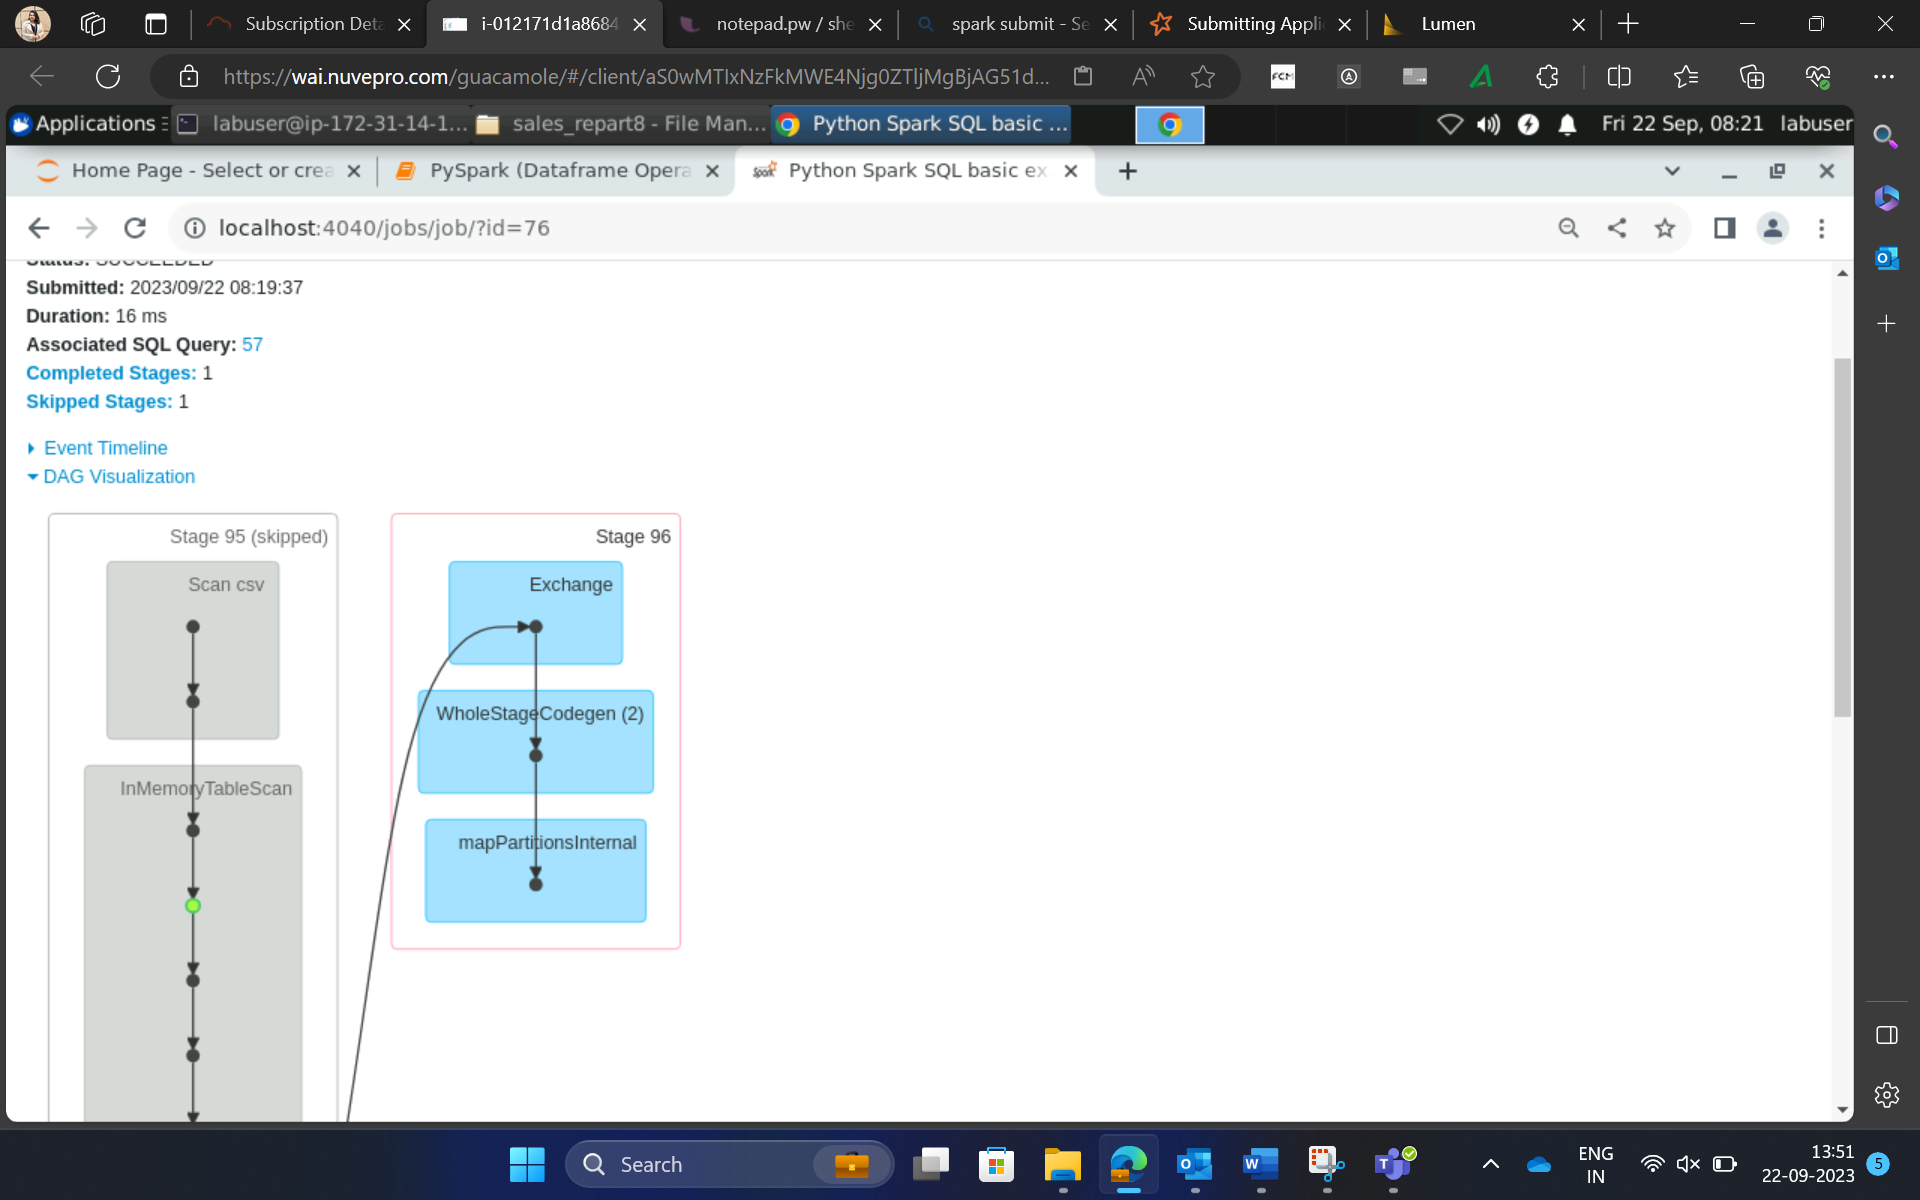 Subscription Deta
i-012171d1a8684
notepad.pw / she
spark submit - Se
Submitting Appli
Lumen
https://wai.nuvepro.com/guacamole/#/client/aS0wMTIxNzFkMWE4Njg0ZTljMgBjAG51d...
Applications
labuser@ip-172-31-14-1...
sales_repart8 - File Man...
Python Spark SQL basic ...
Fri 22 Sep, 08:21
labuser
Home Page - Select or crea
PySpark (Dataframe Opera
Python Spark SQL basic ex
localhost:4040/jobs/job/?id=76
Status: SUCCEEDED
Submitted: 2023/09/22 08:19:37
Duration: 16 ms
Associated SQL Query: 57
Completed Stages: 1
Skipped Stages: 1
Event Timeline
DAG Visualization
Stage 95 (skipped)
Scan csv
InMemoryTableScan
Stage 96
Exchange
WholeStageCodegen (2)
mapPartitionsInternal
Search
ENG
IN
13:51
22-09-2023
5